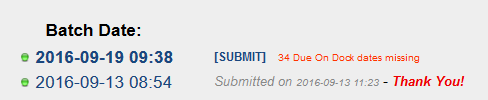 Batch Date:
2016-09-19 09:38 [SUBMIT] 34 Due On Dock dates missing
2016-09-13 08:54 Submitted on 2016-09-13 11:23 - Thank You!